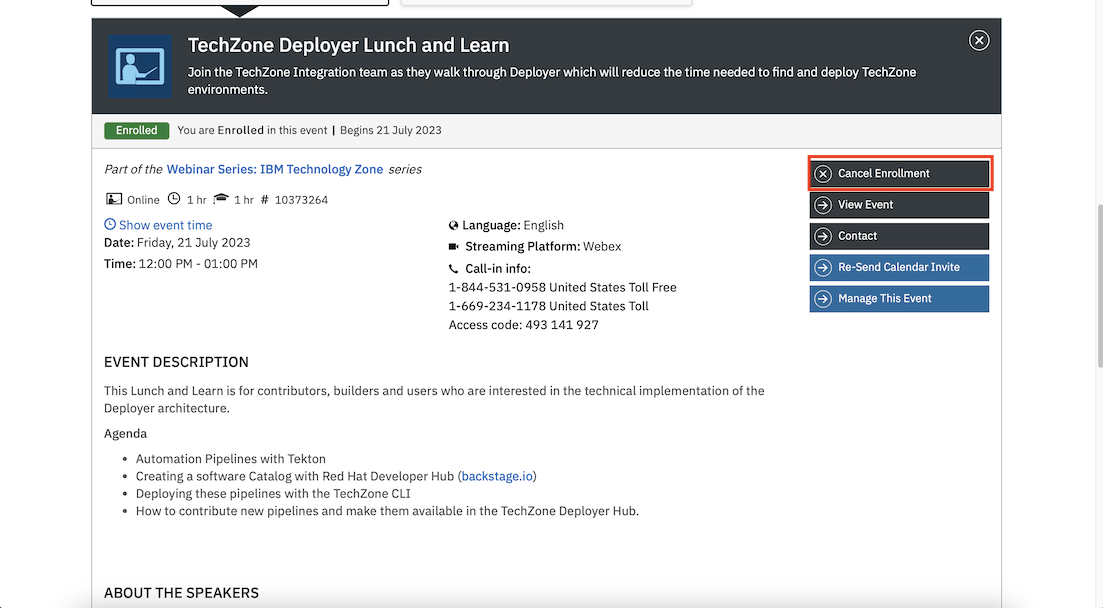 TechZone Deployer Lunch and Learn
Join the TechZone Integration team as they walk through Deployer which will reduce the time needed to find and deploy TechZone
environments.
Enrolled You are Enrolled in this event | Begins 21 July 2023
Part of the Webinar Series: IBM Technology Zone series
Online 1 hr 1 hr # 10373264
Show event time
Date: Friday, 21 July 2023
Time: 12:00 PM - 01:00 PM
Language: English
Streaming Platform: Webex
Call-in info:
1-844-531-0958 United States Toll Free
1-669-234-1178 United States Toll
Access code: 493 141 927
Cancel Enrollment
View Event
Contact
Re-Send Calendar Invite
Manage This Event
EVENT DESCRIPTION
This Lunch and Learn is for contributors, builders and users who are interested in the technical implementation of the
Deployer architecture.
Agenda
• Automation Pipelines with Tekton
• Creating a software Catalog with Red Hat Developer Hub (backstage.io)
• Deploying these pipelines with the TechZone CLI
• How to contribute new pipelines and make them available in the TechZone Deployer Hub.
ABOUT THE SPEAKERS